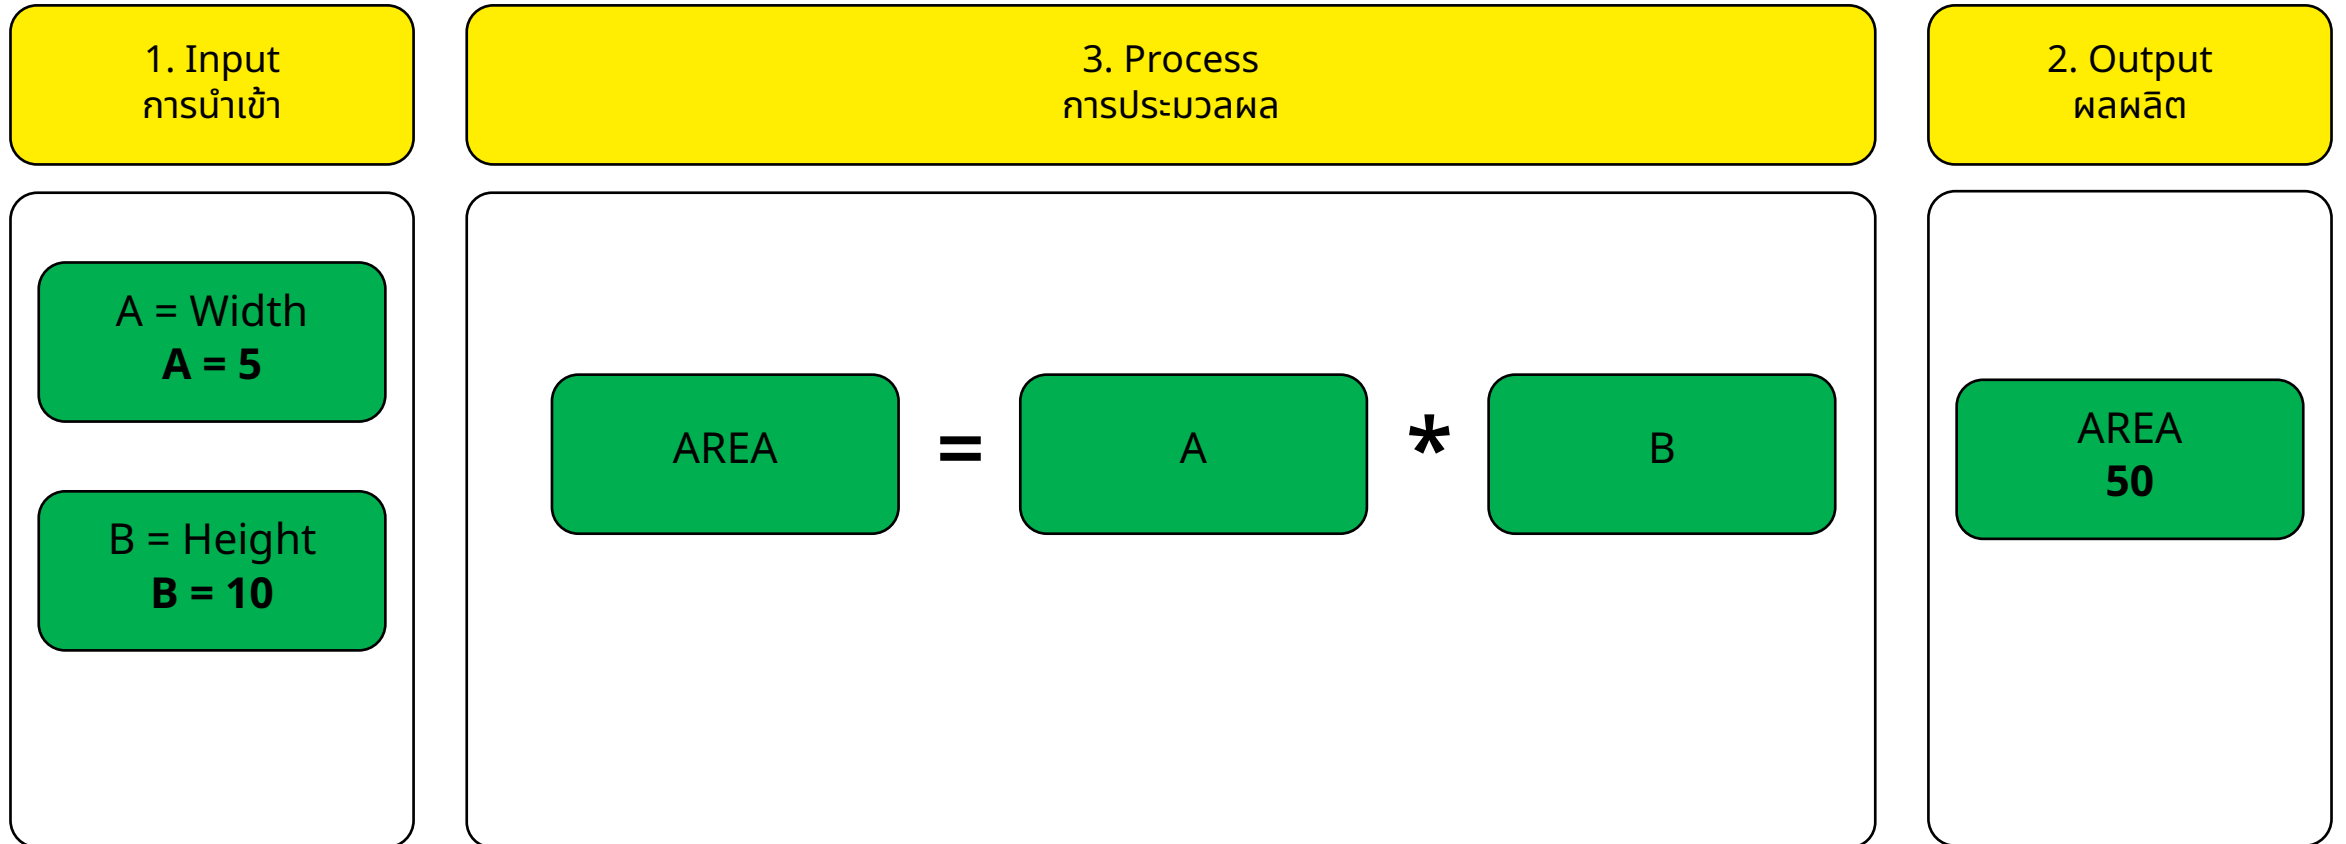 1. Input
การนำเข้า
3. Process
การประมวลผล
2. Output
ผลผลิต
A = Width
A = 5
B = Height
B = 10
AREA
=
A
*
B
AREA
50